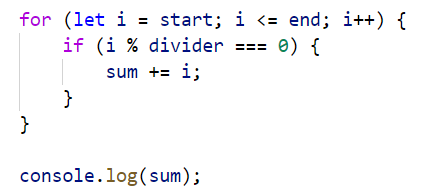 for (let i = start; i <= end; i++) {
    if (i % divider === 0) {
        sum += i;
    }
}

console.log(sum);